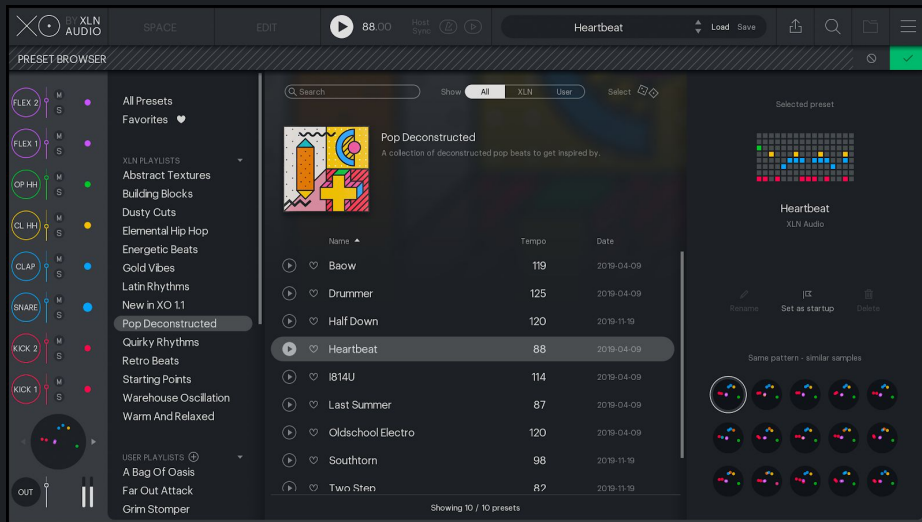 XO BY XLN AUDIO
SPACE
EDIT
88.00
Host Sync
Heartbeat
Load Save
PRESET BROWSER
FLEX 2 M S
FLEX 1 M S
OP HH M S
CL HH M S
CLAP M S
SNARE M S
KICK 2 M S
KICK 1 M S
OUT
All Presets
Favorites
XLN PLAYLISTS
Abstract Textures
Building Blocks
Dusty Cuts
Elemental Hip Hop
Energetic Beats
Gold Vibes
Latin Rhythms
New in XO 1.1
Pop Deconstructed
Quirky Rhythms
Retro Beats
Starting Points
Warehouse Oscillation
Warm And Relaxed
USER PLAYLISTS
A Bag Of Oasis
Far Out Attack
Grim Stomper
Search
Show All XLN User Select
Pop Deconstructed
A collection of deconstructed pop beats to get inspired by.
Name Tempo Date
Baow 119 2019-04-09
Drummer 125 2019-04-09
Half Down 120 2019-11-19
Heartbeat 88 2019-04-09
I814U 114 2019-04-09
Last Summer 87 2019-04-09
Oldschool Electro 120 2019-04-09
Southtorn 98 2019-11-19
Two Step 82 2019-11-19
Showing 10 / 10 presets
Selected preset
Heartbeat
XLN Audio
Rename Set as startup Delete
Same pattern - similar samples